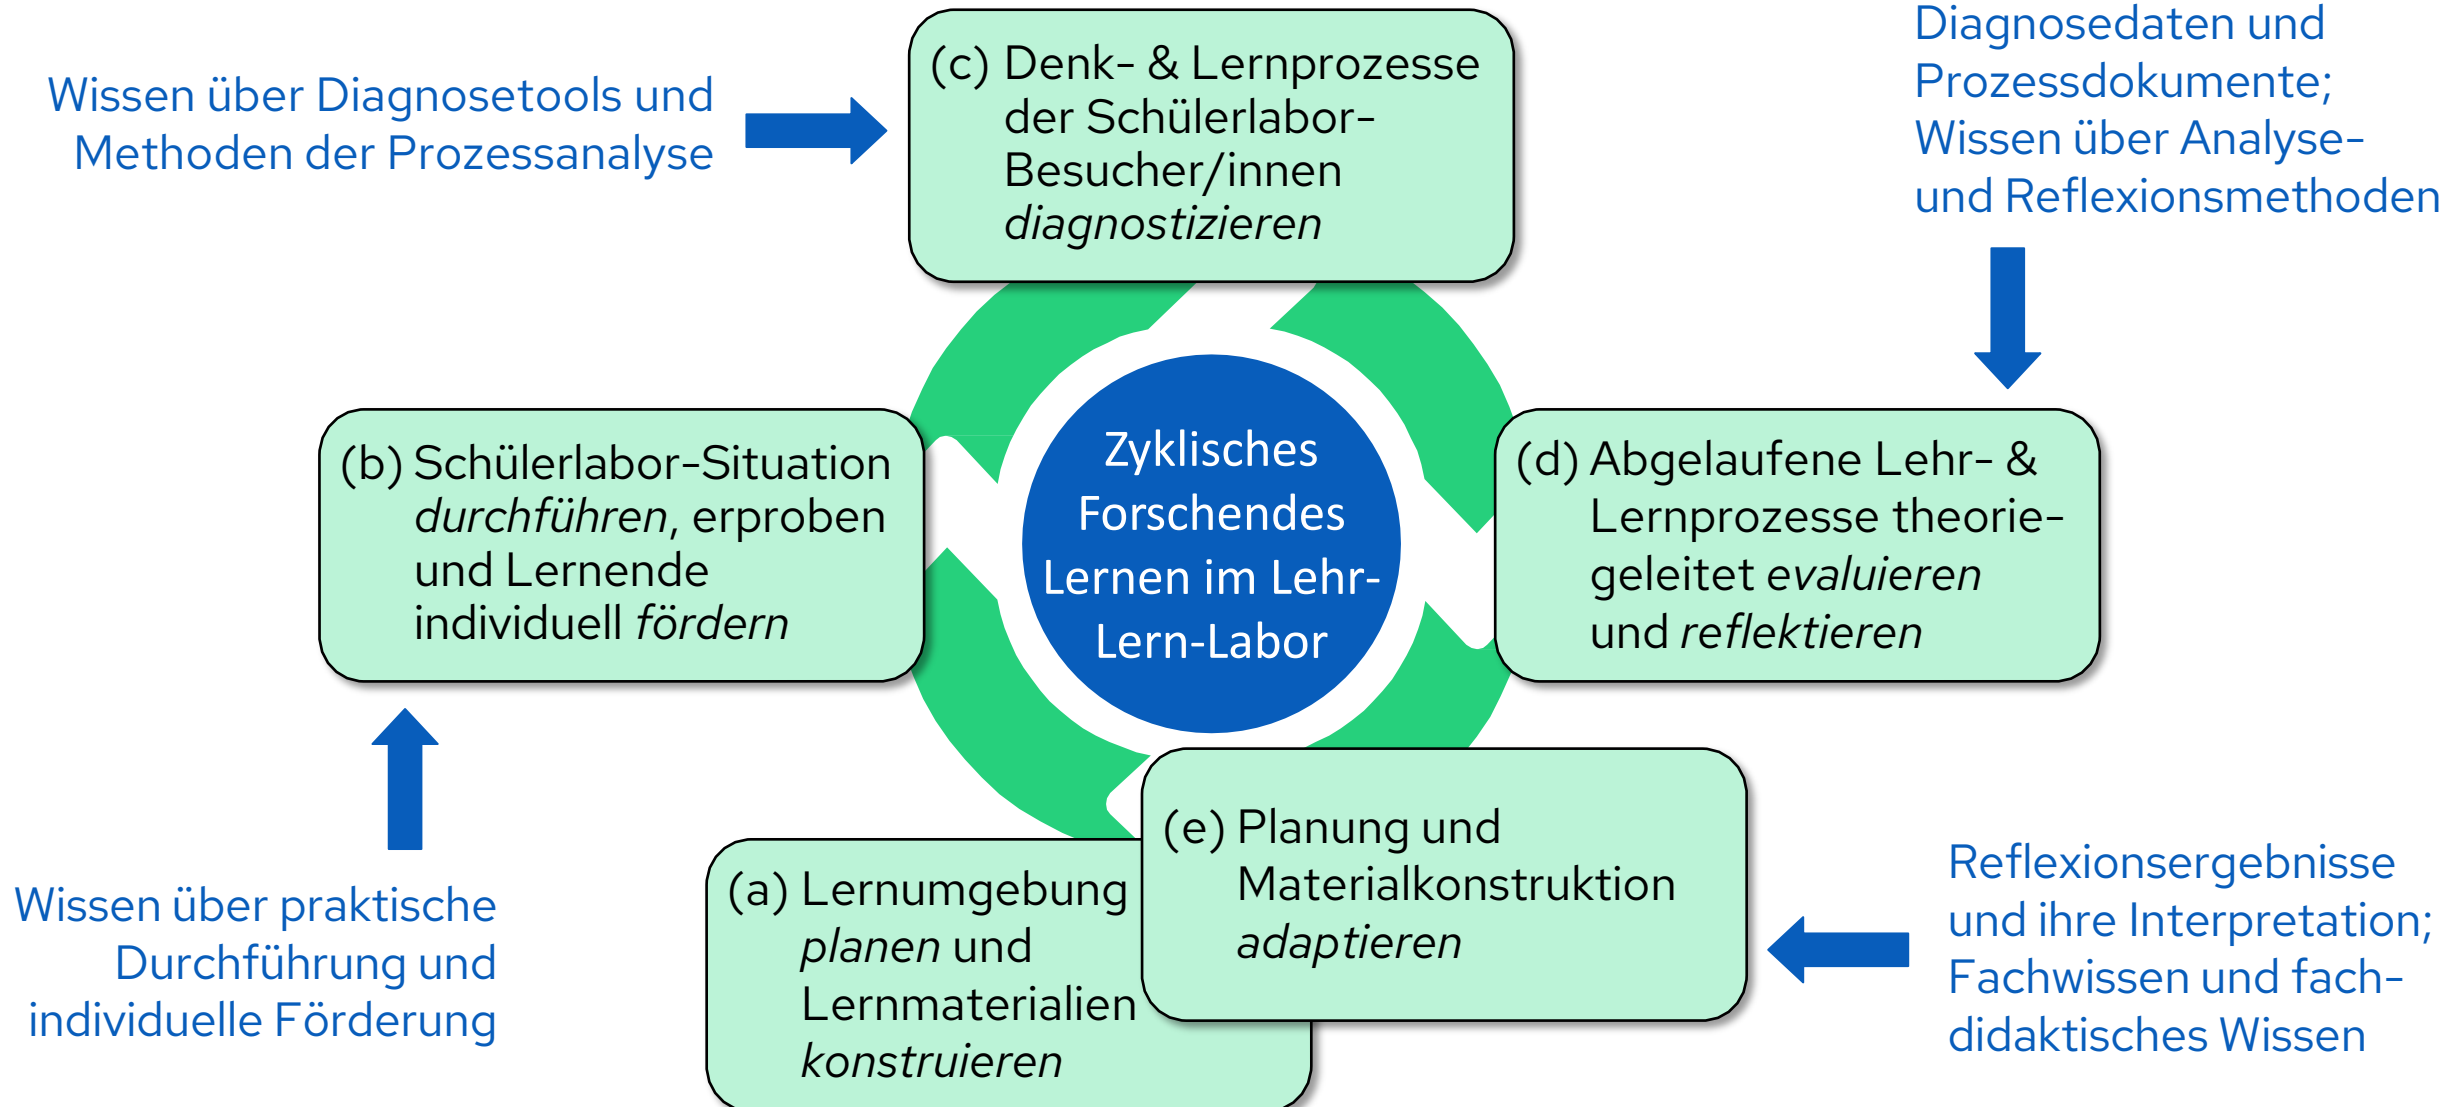 Wissen über Diagnosetools und
Methoden der Prozessanalyse
(c) Denk- & Lernprozesse
der Schülerlabor-
Besucher/innen
diagnostizieren
Diagnosedaten und
Prozessdokumente;
Wissen über Analyse-
und Reflexionsmethoden
(b) Schülerlabor-Situation
durchführen, erproben
und Lernende
individuell fördern
Zyklisches
Forschendes
Lernen im Lehr-
Lern-Labor
(d) Abgelaufene Lehr- &
Lernprozesse theorie-
geleitet evaluieren
und reflektieren
Wissen über praktische
Durchführung und
individuelle Förderung
(a) Lernumgebung
planen und
Lernmaterialien
konstruieren
(e) Planung und
Materialkonstruktion
adaptieren
Reflexionsergebnisse
und ihre Interpretation;
Fachwissen und fach-
didaktisches Wissen